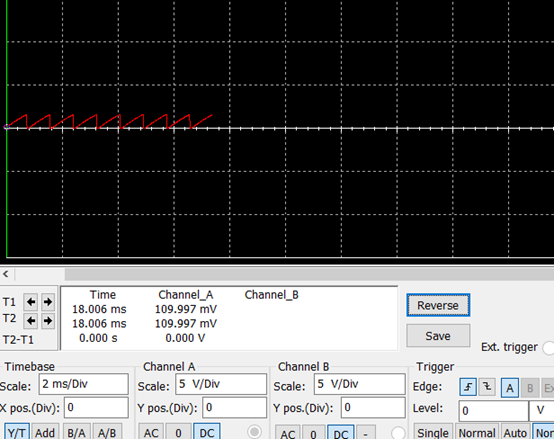 Time Channel_A Channel_B
T1 18.006 ms 109.997 mV
T2 18.006 ms 109.997 mV
T2-T1 0.000 s 0.000 V
Reverse
Save
Ext. trigger
Timebase Channel A Channel B Trigger
Scale: 2 ms/Div Scale: 5 V/Div Scale: 5 V/Div Edge: A B
X pos.(Div): 0 Y pos.(Div): 0 Y pos.(Div): 0 Level: 0 V
Y/T Add B/A A/B AC 0 DC AC 0 DC - Single Normal Auto